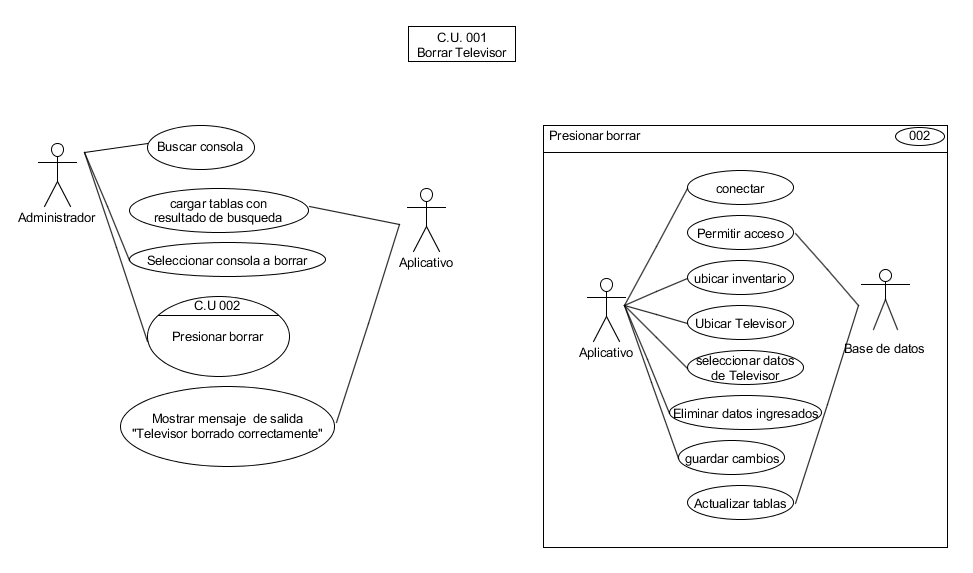 C.U. 001
Borrar Televisor
Buscar consola
Administrador
cargar tablas con
resultado de busqueda
Aplicativo
Seleccionar consola a borrar
C.U 002
Presionar borrar
Mostrar mensaje de salida
"Televisor borrado correctamente"
Presionar borrar
002
conectar
Permitir acceso
ubicar inventario
Ubicar Televisor
Aplicativo
Base de datos
seleccionar datos
de Televisor
Eliminar datos ingresados
guardar cambios
Actualizar tablas